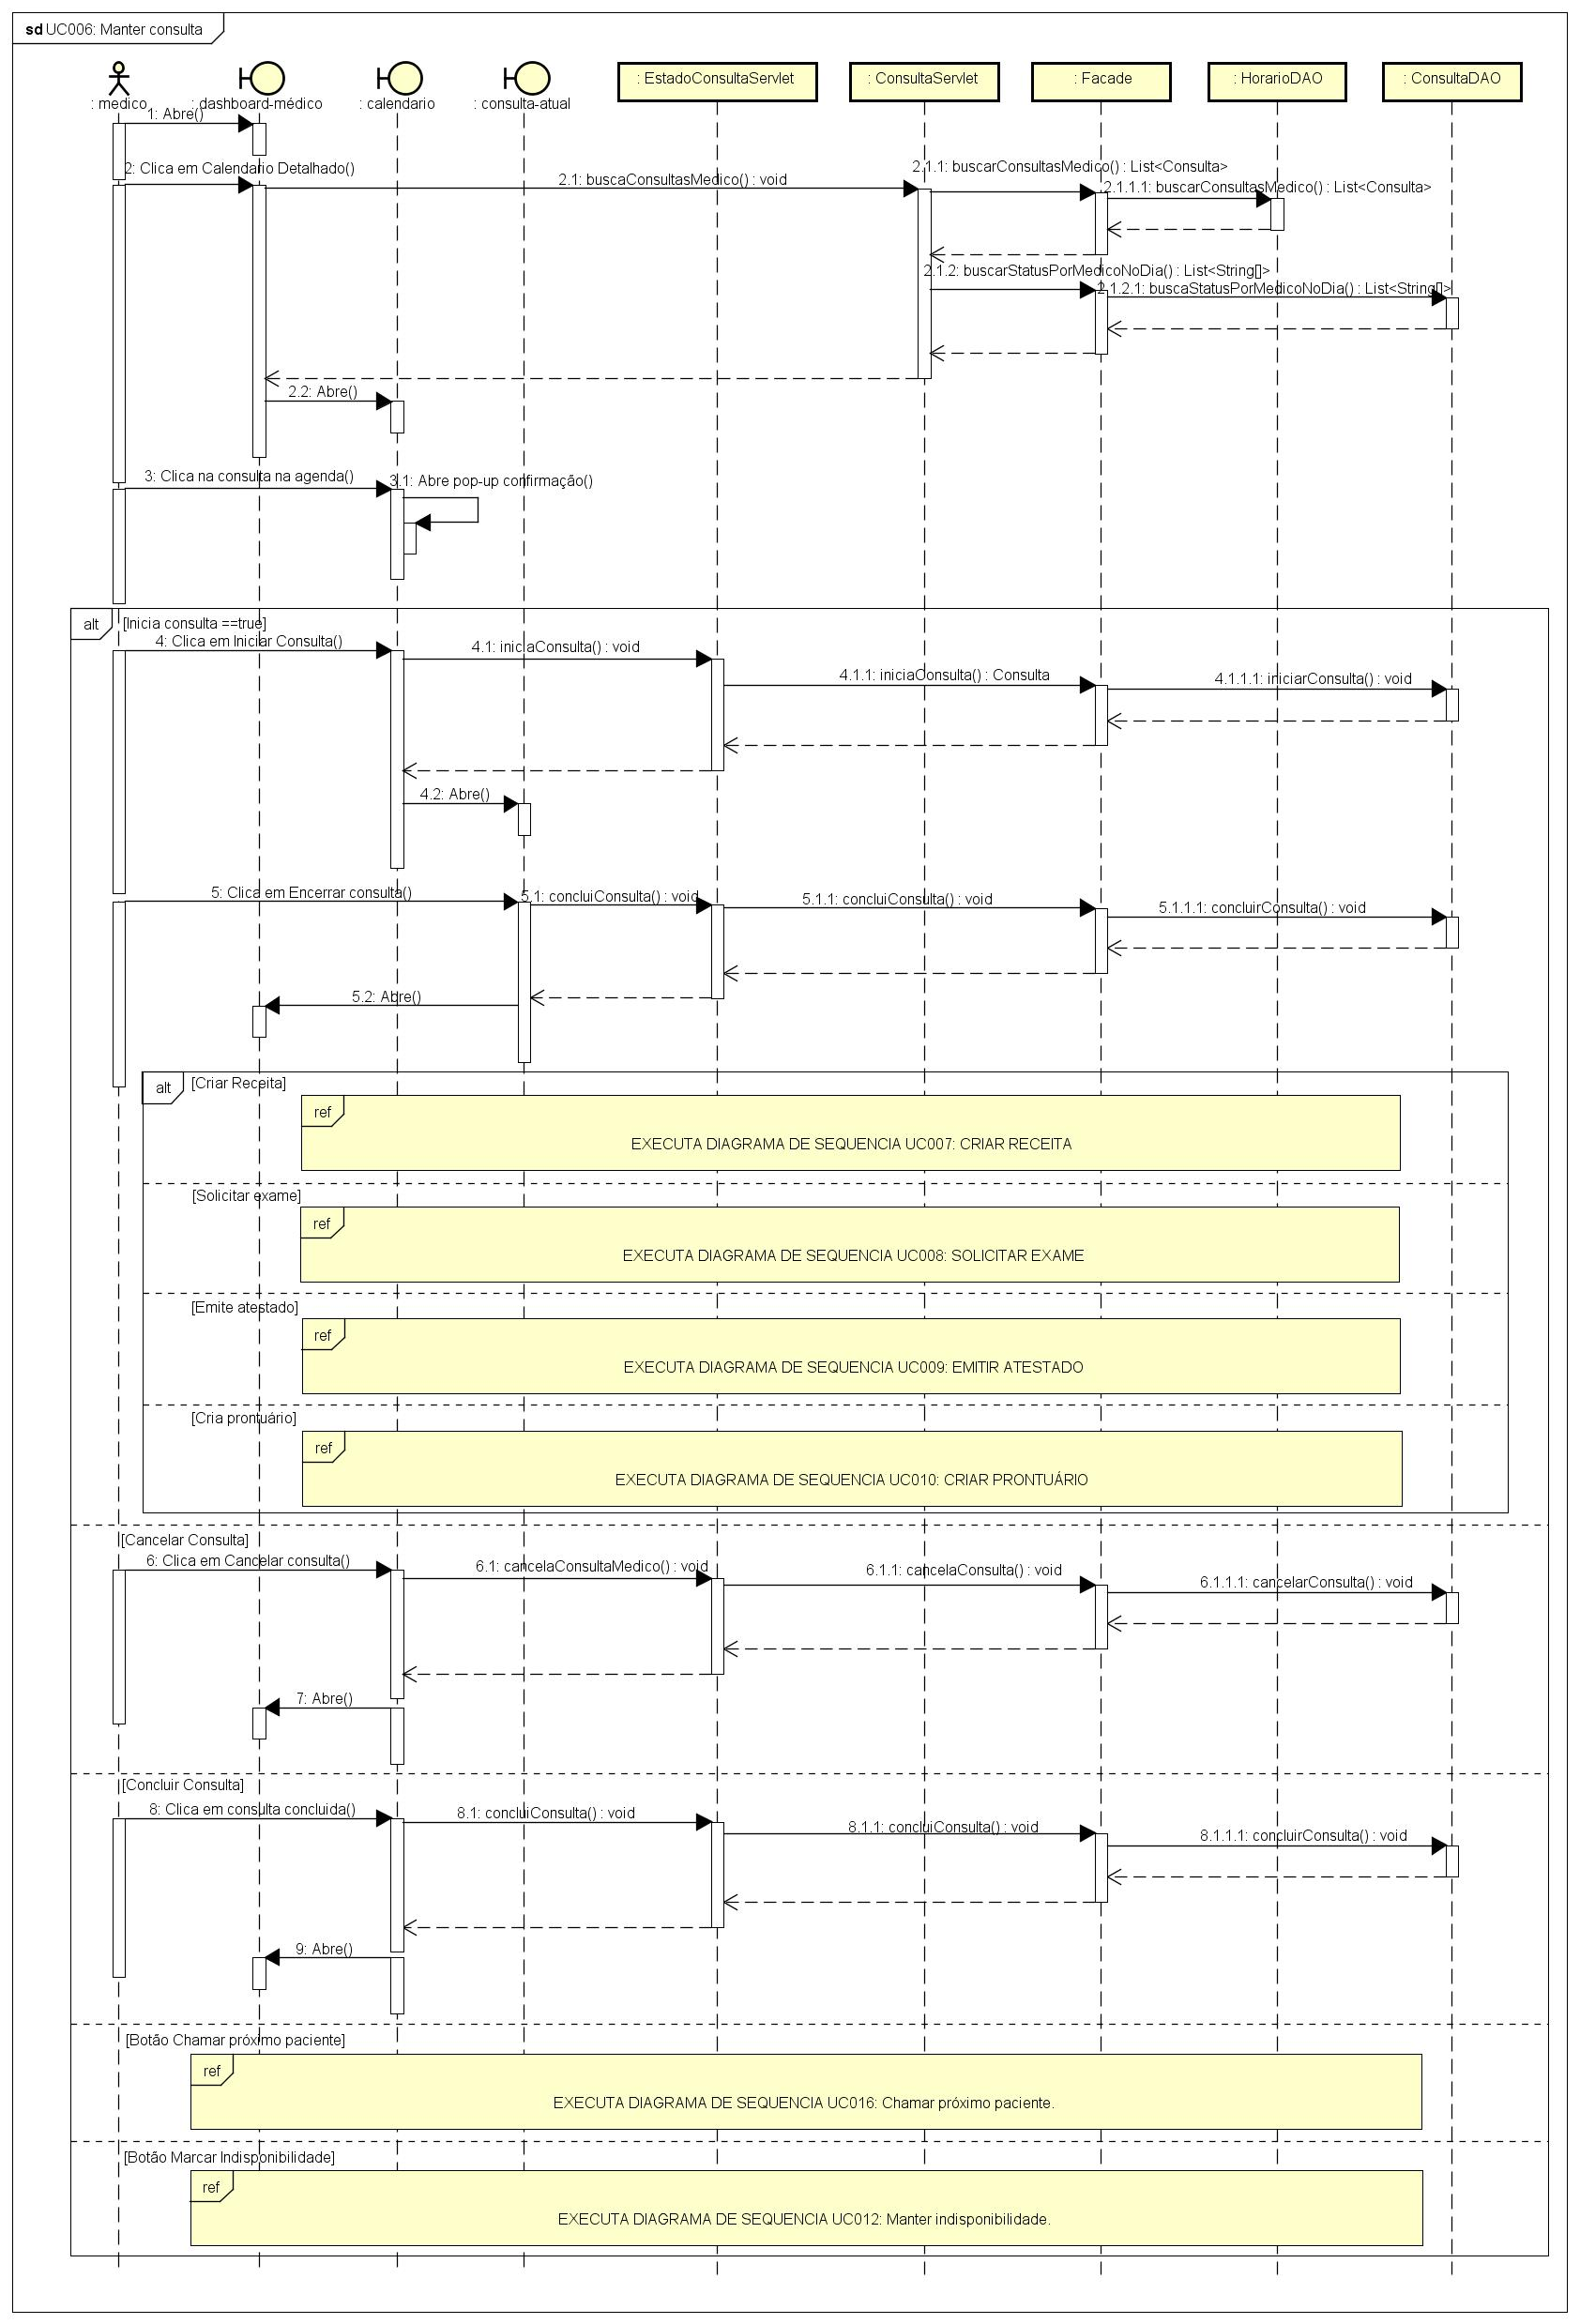 sd UC006: Manter consulta
: medico
: dashboard-médico
: calendario
: consulta-atual
: EstadoConsultaServlet
: ConsultaServlet
: Facade
: HorarioDAO
: ConsultaDAO
1: Abre()
2: Clica em Calendario Detalhado()
2.1: buscaConsultasMedico() : void
2.1.1: buscarConsultasMedico() : List<Consulta>
2.1.1.1: buscarConsultasMedico() : List<Consulta>
2.1.2: buscarStatusPorMedicoNoDia() : List<String[]>
2.1.2.1: buscaStatusPorMedicoNoDia() : List<String[]>
2.2: Abre()
3: Clica na consulta na agenda()
3.1: Abre pop-up confirmação()
alt
[Inicia consulta ==true]
4: Clica em Iniciar Consulta()
4.1: iniciaConsulta() : void
4.1.1: iniciaConsulta() : Consulta
4.1.1.1: iniciarConsulta() : void
4.2: Abre()
5: Clica em Encerrar consulta()
5.1: concluiConsulta() : void
5.1.1: concluiConsulta() : void
5.1.1.1: concluirConsulta() : void
5.2: Abre()
alt
[Criar Receita]
ref
EXECUTA DIAGRAMA DE SEQUENCIA UC007: CRIAR RECEITA
[Solicitar exame]
ref
EXECUTA DIAGRAMA DE SEQUENCIA UC008: SOLICITAR EXAME
[Emite atestado]
ref
EXECUTA DIAGRAMA DE SEQUENCIA UC009: EMITIR ATESTADO
[Cria prontuário]
ref
EXECUTA DIAGRAMA DE SEQUENCIA UC010: CRIAR PRONTUÁRIO
[Cancelar Consulta]
6: Clica em Cancelar consulta()
6.1: cancelaConsultaMedico() : void
6.1.1: cancelaConsulta() : void
6.1.1.1: cancelarConsulta() : void
7: Abre()
[Concluir Consulta]
8: Clica em consulta concluida()
8.1: concluiConsulta() : void
8.1.1: concluiConsulta() : void
8.1.1.1: concluirConsulta() : void
9: Abre()
[Botão Chamar próximo paciente]
ref
EXECUTA DIAGRAMA DE SEQUENCIA UC016: Chamar próximo paciente.
[Botão Marcar Indisponibilidade]
ref
EXECUTA DIAGRAMA DE SEQUENCIA UC012: Manter indisponibilidade.